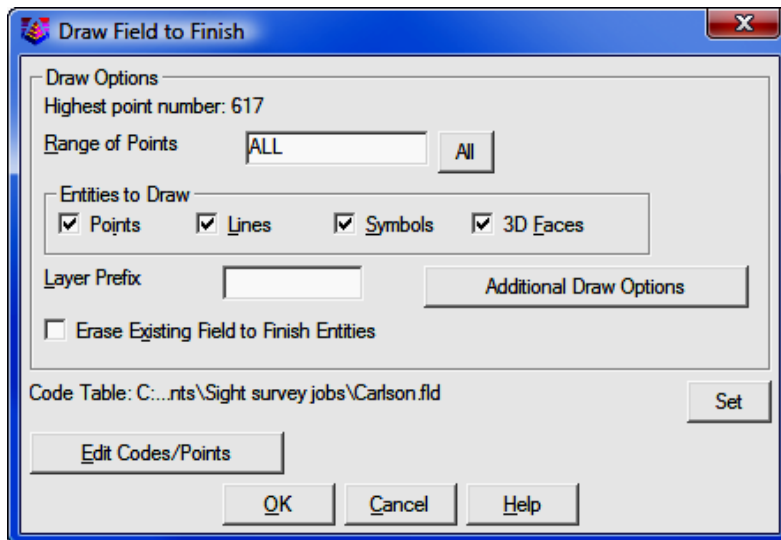 Draw Field to Finish
Draw Options
Highest point number: 617
Range of Points ALL All
Entities to Draw
Points Lines Symbols 3D Faces
Layer Prefix Additional Draw Options
Erase Existing Field to Finish Entities
Code Table: C:...nts\Sight survey jobs\Carlson.fld Set
Edit Codes/Points
OK Cancel Help